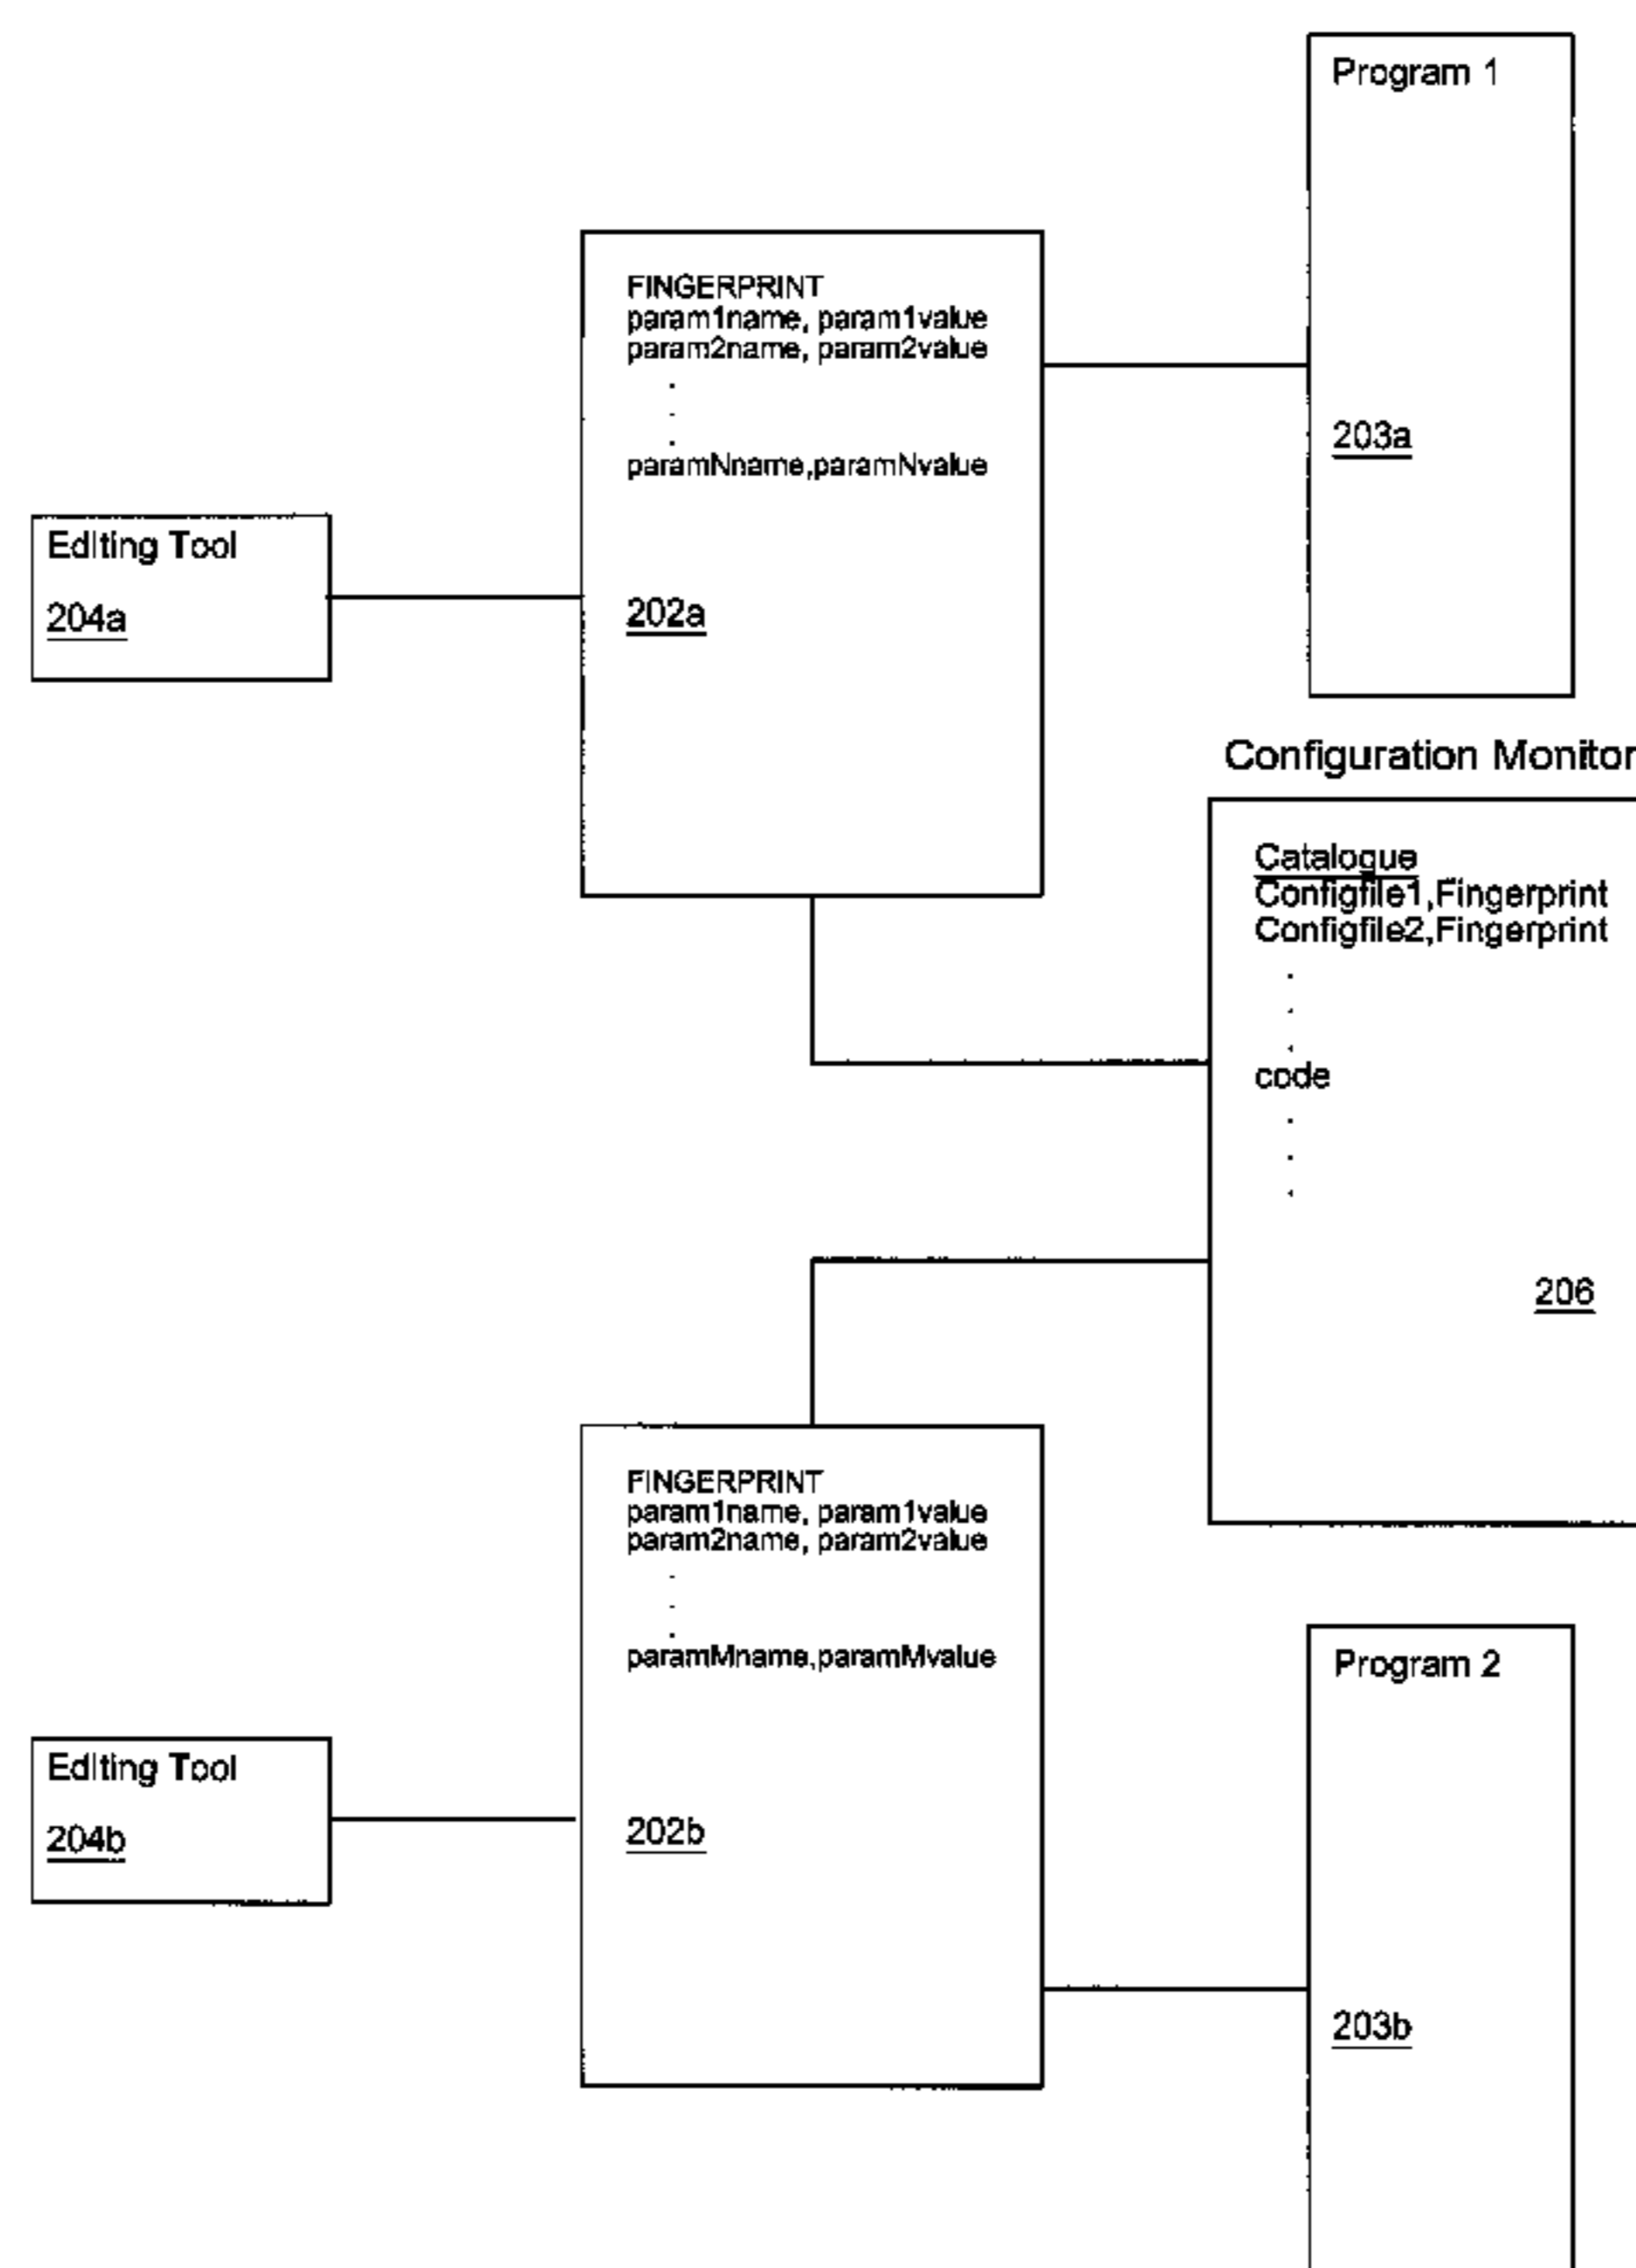 Program 1
203a
FINGERPRINT
param1name, param1value
param2name, param2value
.
.
.
paramNname,paramNvalue
202a
Editing Tool
204a
Configuration Monitor
Catalogue
Configfile1,Fingerprint
Configfile2,Fingerprint
.
.
.
code
.
.
.
206
FINGERPRINT
param1name, param1value
param2name, param2value
.
.
.
paramMname,paramMvalue
202b
Editing Tool
204b
Program 2
203b